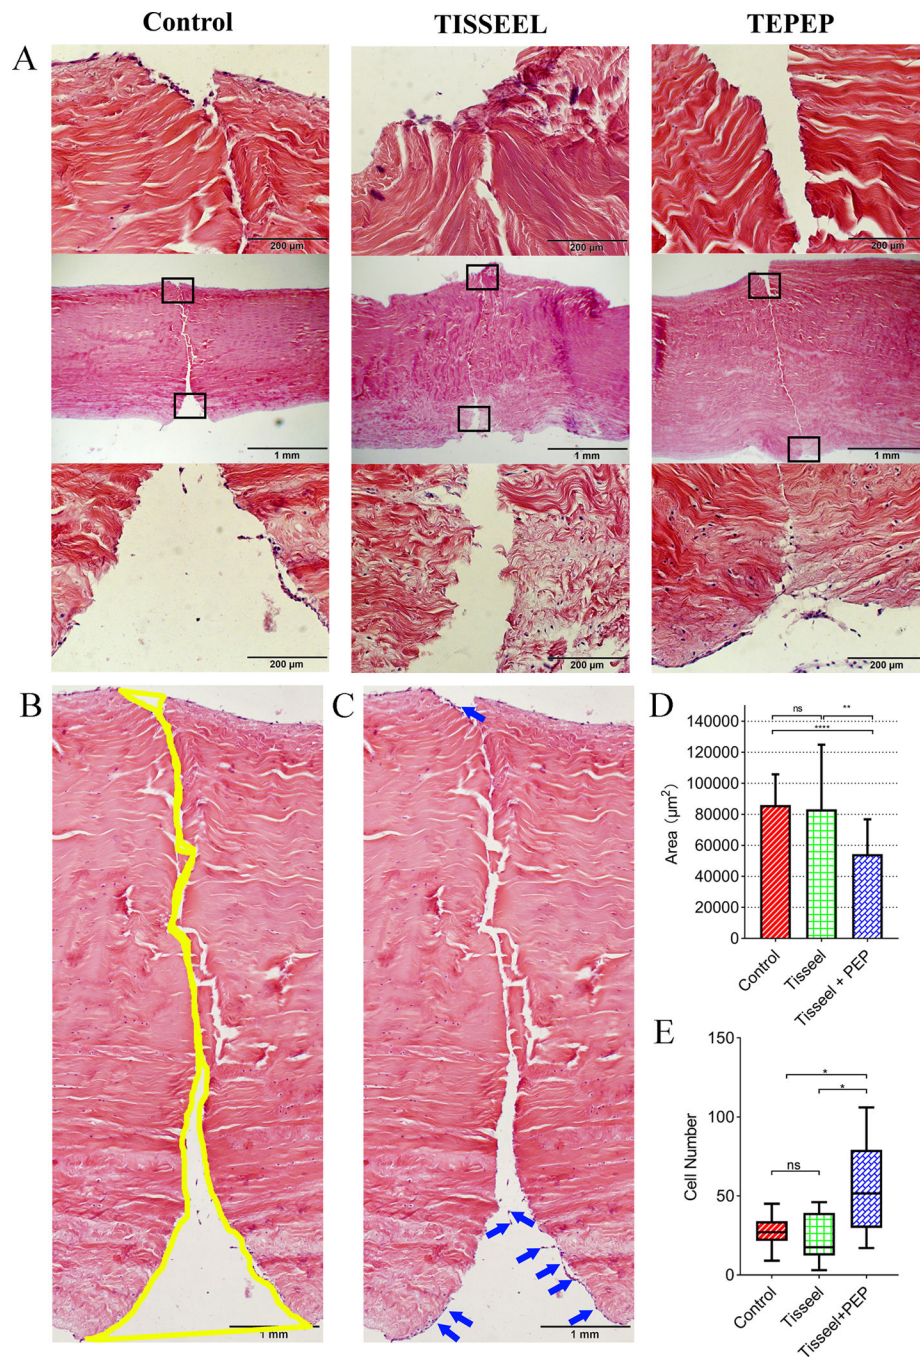 Control
TISSEEL
TEPEP
A
200 µm
200 µm
200 µm
1 mm
1 mm
1 mm
200 µm
200 µm
200 µm
B
C
1 mm
1 mm
D
140000
120000
100000
80000
60000
40000
20000
0
Area (µm²)
ns
**
****
Control
Tisseel
Tisseel + PEP
E
150
100
50
0
Cell Number
*
*
ns
Control
Tisseel
Tisseel+PEP